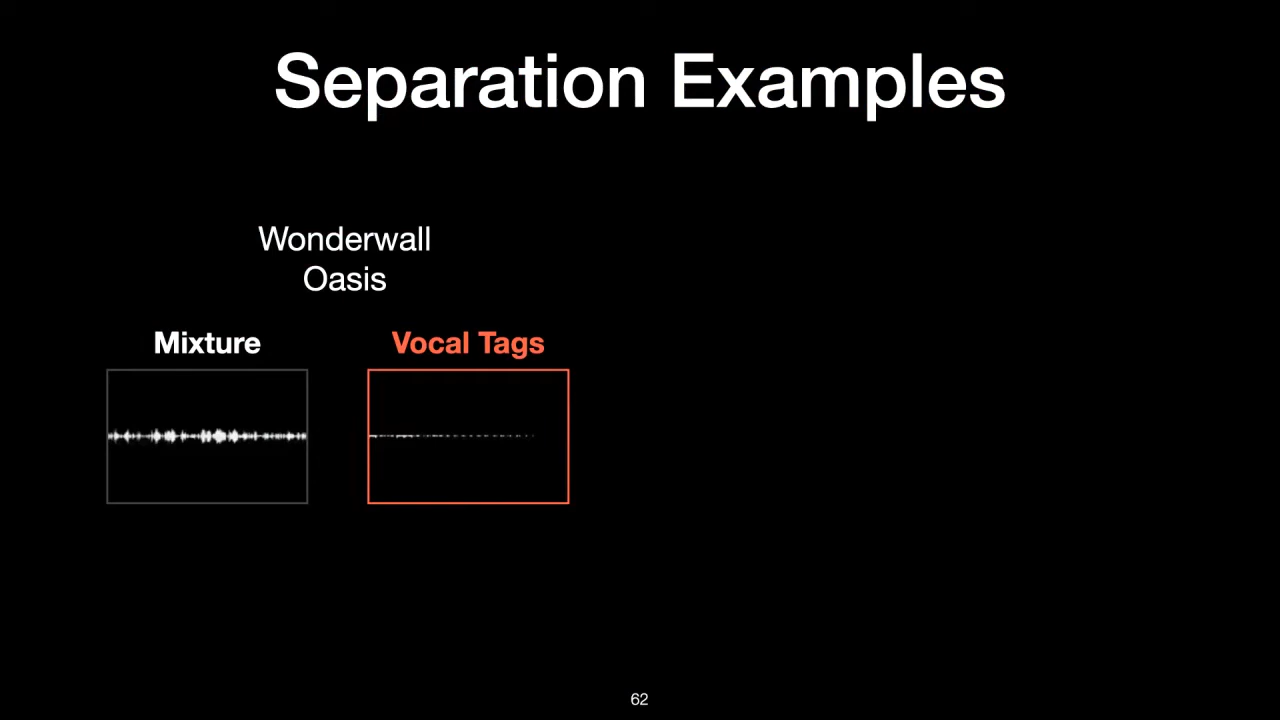 Separation Examples
Wonderwall
Oasis
Mixture
Vocal Tags
62